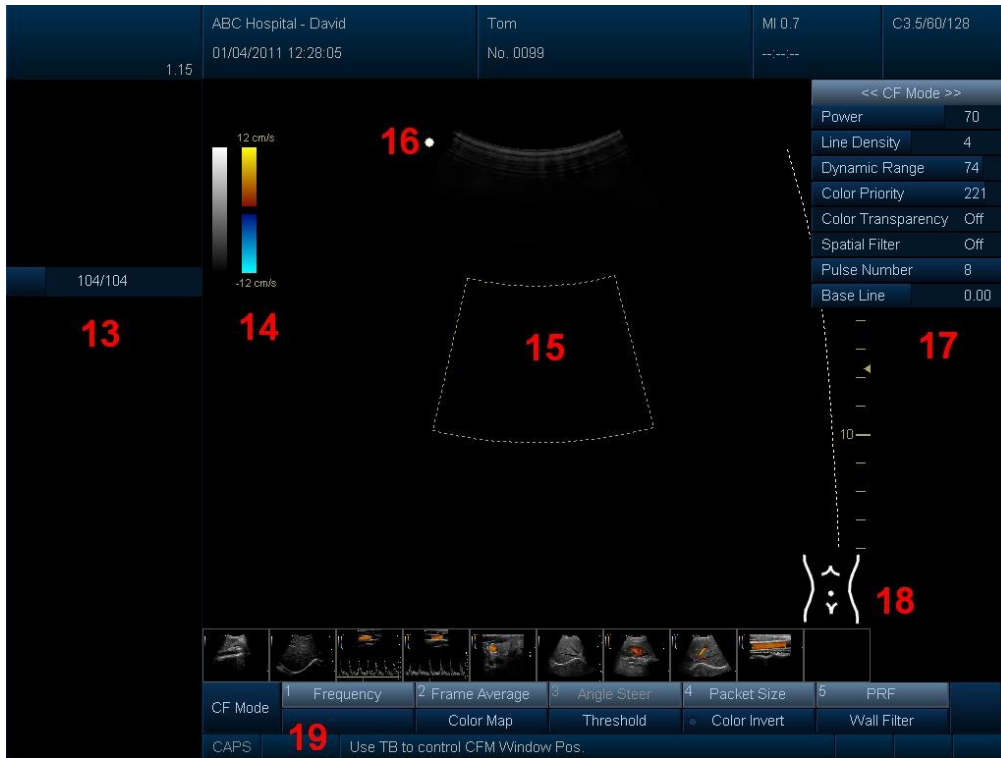 ABC Hospital - David
Tom
MI 0.7
C3.5/60/128
01/04/2011 12:28:05
No. 0099
--:--:--
1.15
<< CF Mode >>
Power 70
Line Density 4
Dynamic Range 74
Color Priority 221
Color Transparency Off
Spatial Filter Off
Pulse Number 8
Base Line 0.00
12 cm/s
-12 cm/s
16
104/104
13
14
15
17
10
18
CF Mode
1 Frequency
2 Frame Average
3 Angle Steer
4 Packet Size
5 PRF
Color Map
Threshold
Color Invert
Wall Filter
19
CAPS
Use TB to control CFM Window Pos.